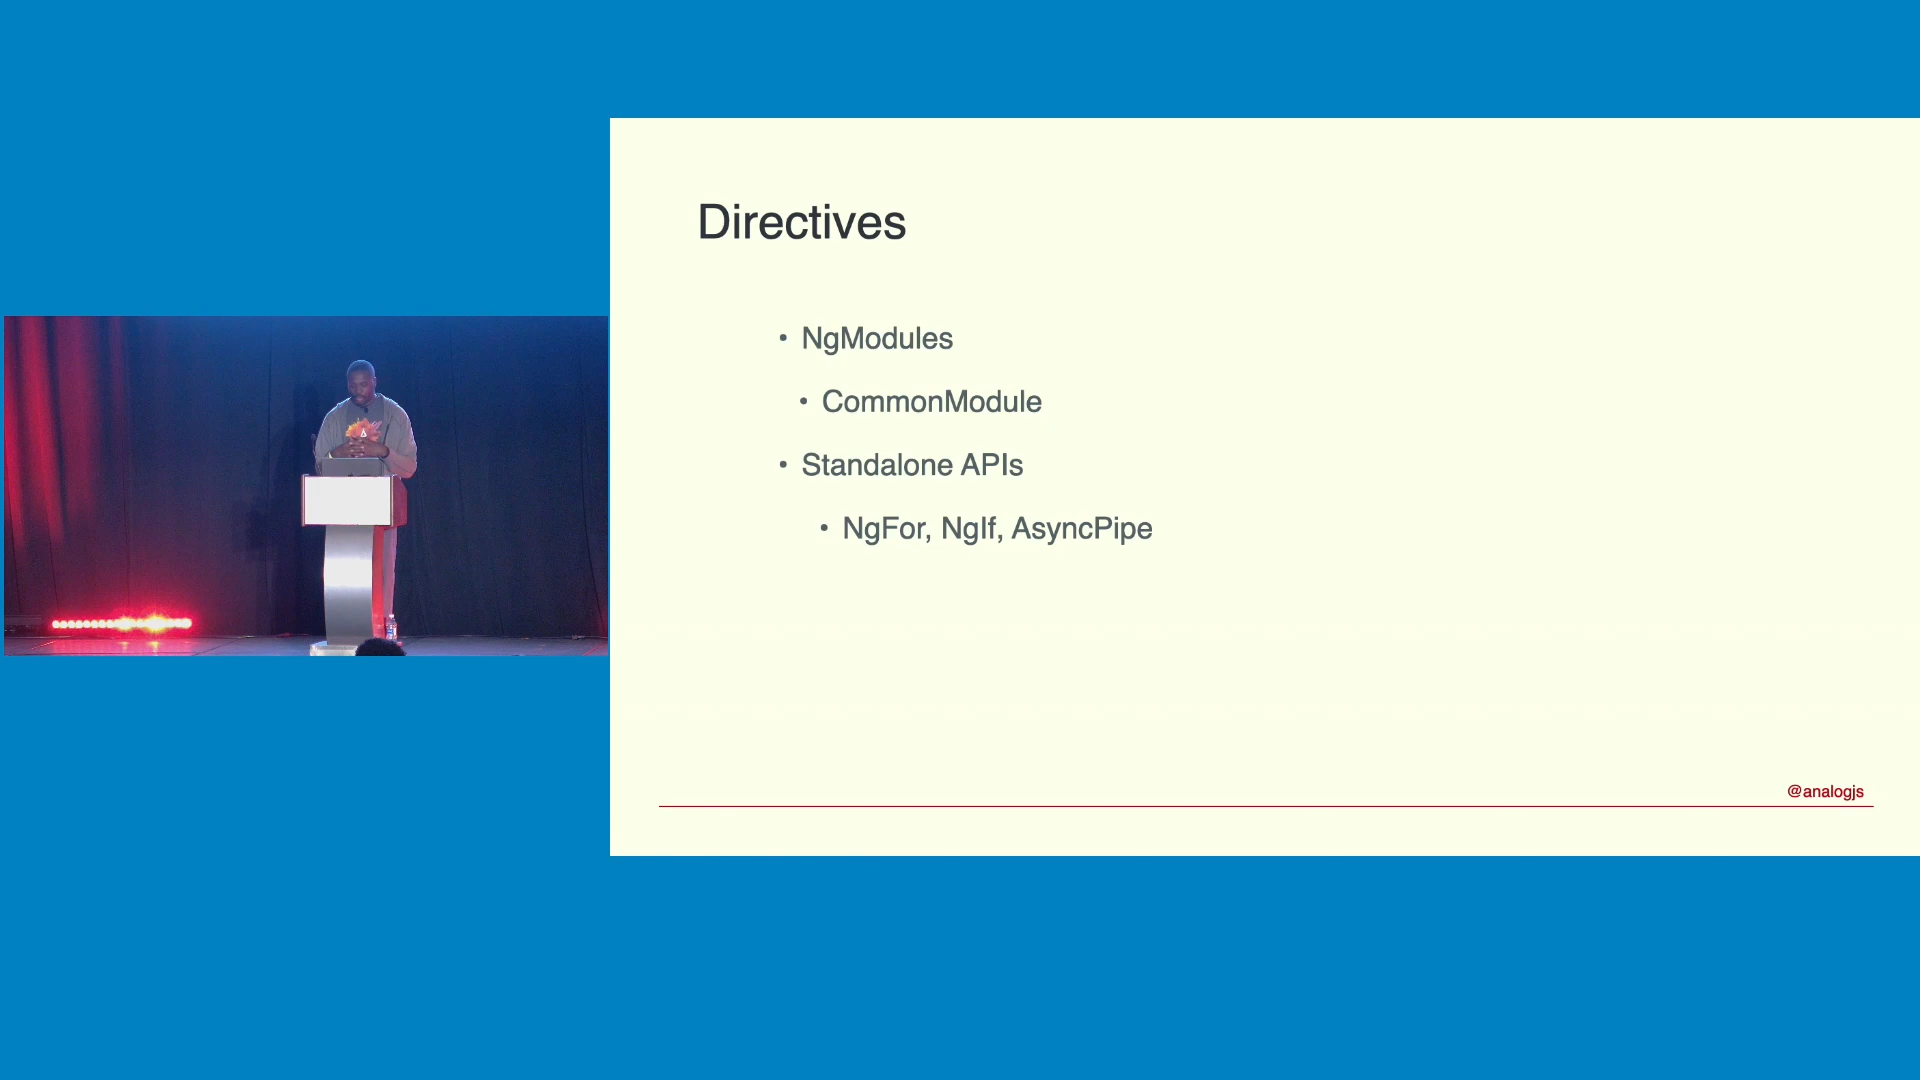 Directives
• NgModules
• CommonModule
• Standalone APIs
• NgFor, NgIf, AsyncPipe
@analogjs